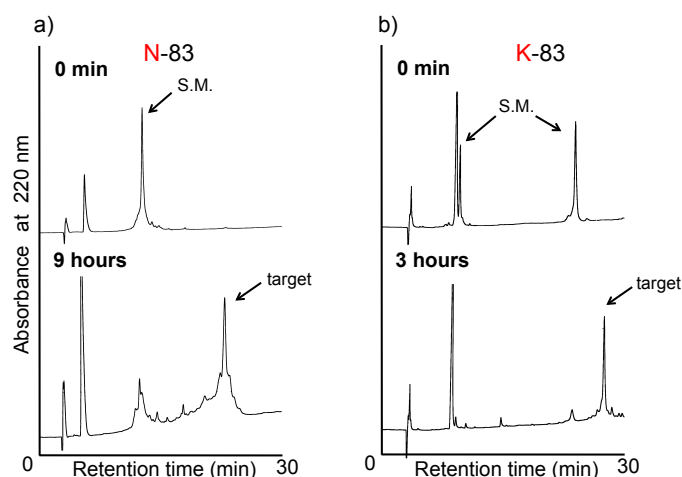 a)
N-83
0 min
S.M.
9 hours
target
Absorbance at 220 nm
0
Retention time (min)
30
b)
K-83
0 min
S.M.
3 hours
target
0
Retention time (min)
30